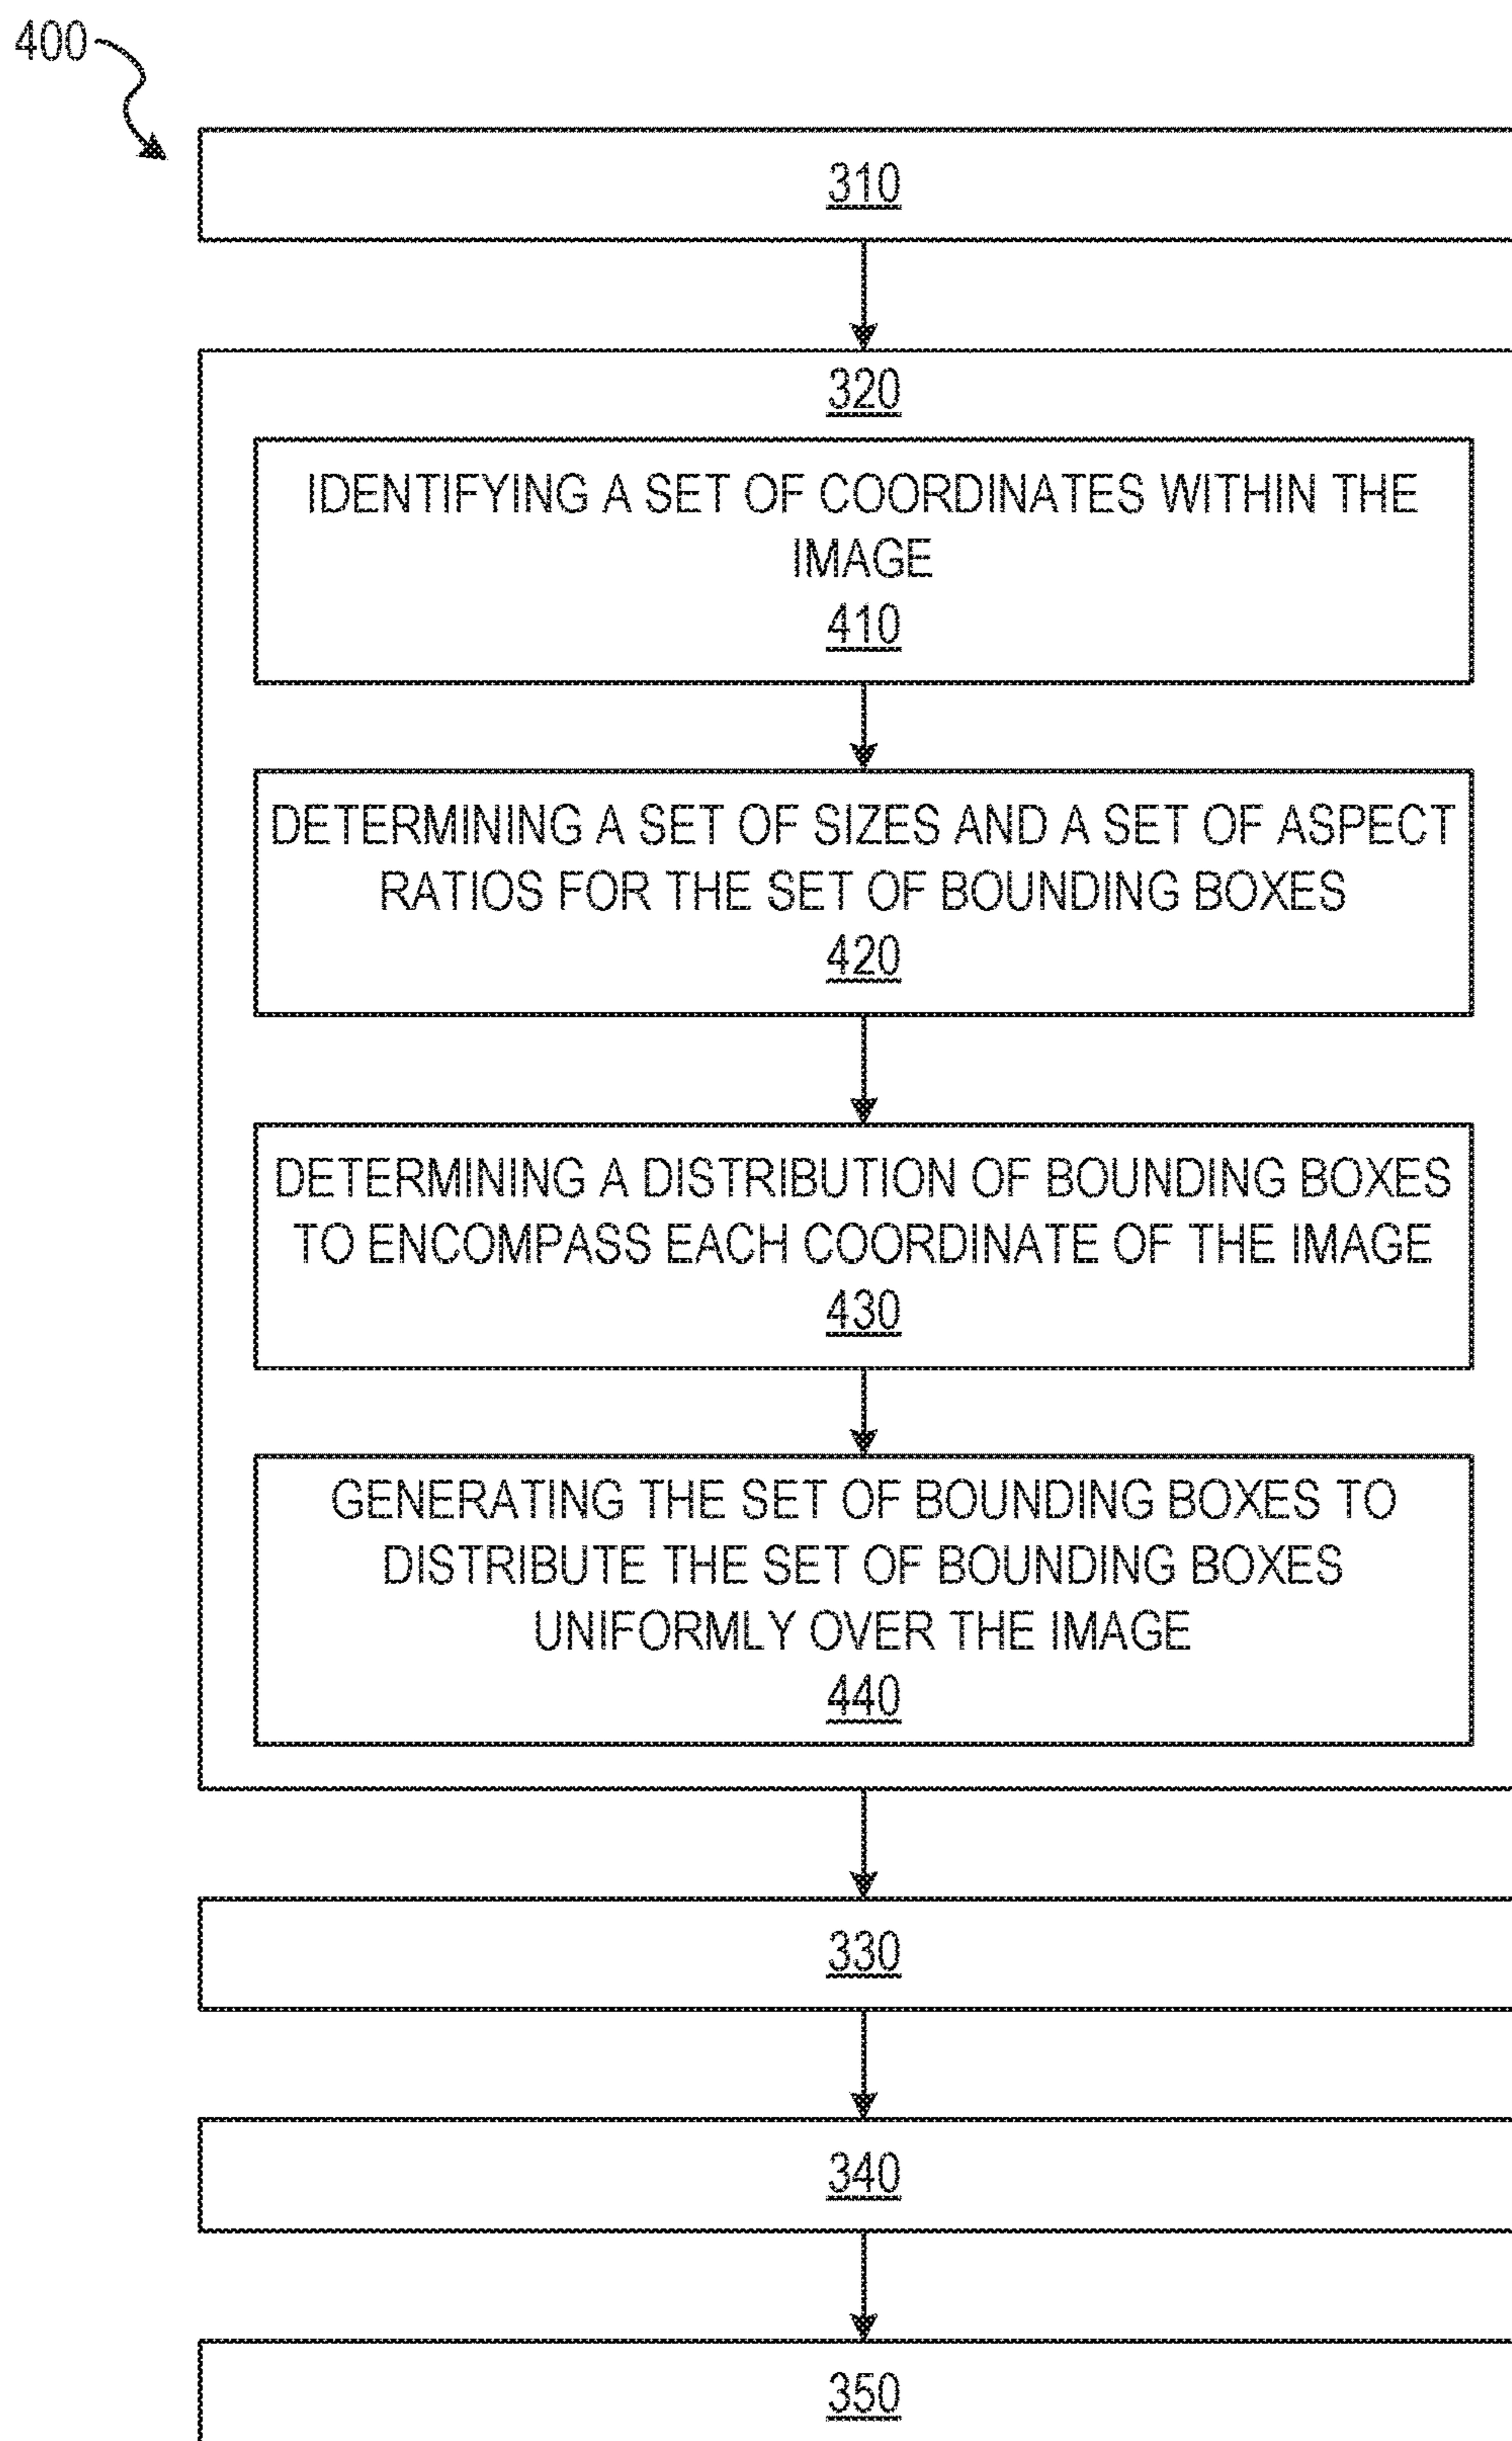 400
310
320
IDENTIFYING A SET OF COORDINATES WITHIN THE
IMAGE
410
DETERMINING A SET OF SIZES AND A SET OF ASPECT
RATIOS FOR THE SET OF BOUNDING BOXES
420
DETERMINING A DISTRIBUTION OF BOUNDING BOXES
TO ENCOMPASS EACH COORDINATE OF THE IMAGE
430
GENERATING THE SET OF BOUNDING BOXES TO
DISTRIBUTE THE SET OF BOUNDING BOXES
UNIFORMLY OVER THE IMAGE
440
330
340
350